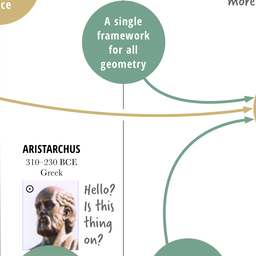 ce
more
A single
framework
for all
geometry
ARISTARCHUS
310–230 BCE
Greek
Hello?
Is this
thing
on?